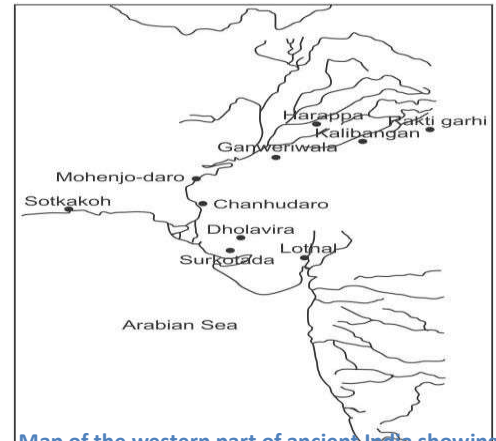 Harappa
Rakti garhi
Kalibangan
Ganweriwala
Mohenjo-daro
Sotkakoh
Chanhudaro
Dholavira
Lothal
Surkotada
Arabian Sea
Map of the western part of ancient India showing